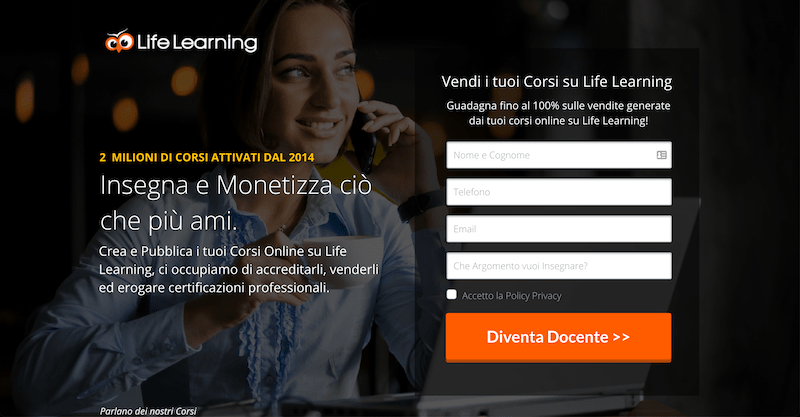 Life Learning
2 MILIONI DI CORSI ATTIVATI DAL 2014
Insegna e Monetizza ciò
che più ami.
Crea e Pubblica i tuoi Corsi Online su Life
Learning, ci occupiamo di accreditarli, venderli
ed erogare certificazioni professionali.
Parlano dei nostri Corsi
Vendi i tuoi Corsi su Life Learning
Guadagna fino al 100% sulle vendite generate
dai tuoi corsi online su Life Learning!
Nome e Cognome
Telefono
Email
Che Argomento vuoi Insegnare?
Accetto la Policy Privacy
Diventa Docente >>